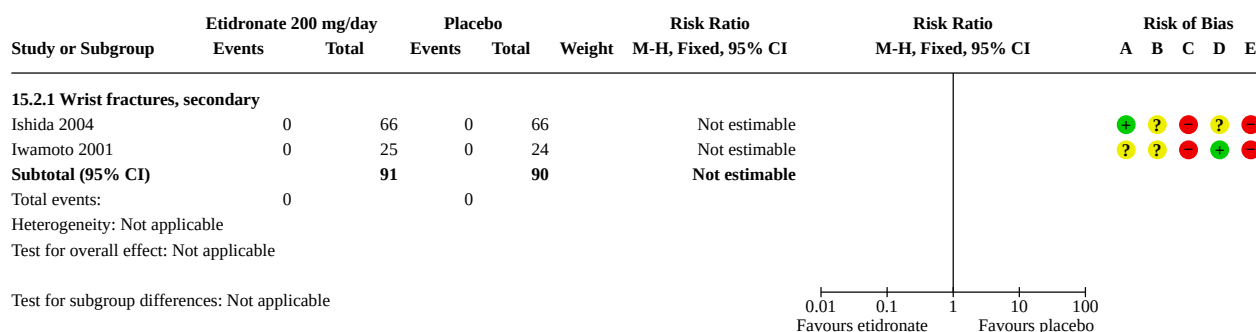 Etidronate 200 mg/day Placebo Risk Ratio Risk Ratio Risk of Bias
Study or Subgroup Events Total Events Total Weight M-H, Fixed, 95% CI M-H, Fixed, 95% CI A B C D E
15.2.1 Wrist fractures, secondary
Ishida 2004 0 66 0 66 Not estimable + ? − ? −
Iwamoto 2001 0 25 0 24 Not estimable ? ? − + −
Subtotal (95% CI) 91 90 Not estimable
Total events: 0 0
Heterogeneity: Not applicable
Test for overall effect: Not applicable
Test for subgroup differences: Not applicable
0.01 0.1 1 10 100
Favours etidronate Favours placebo